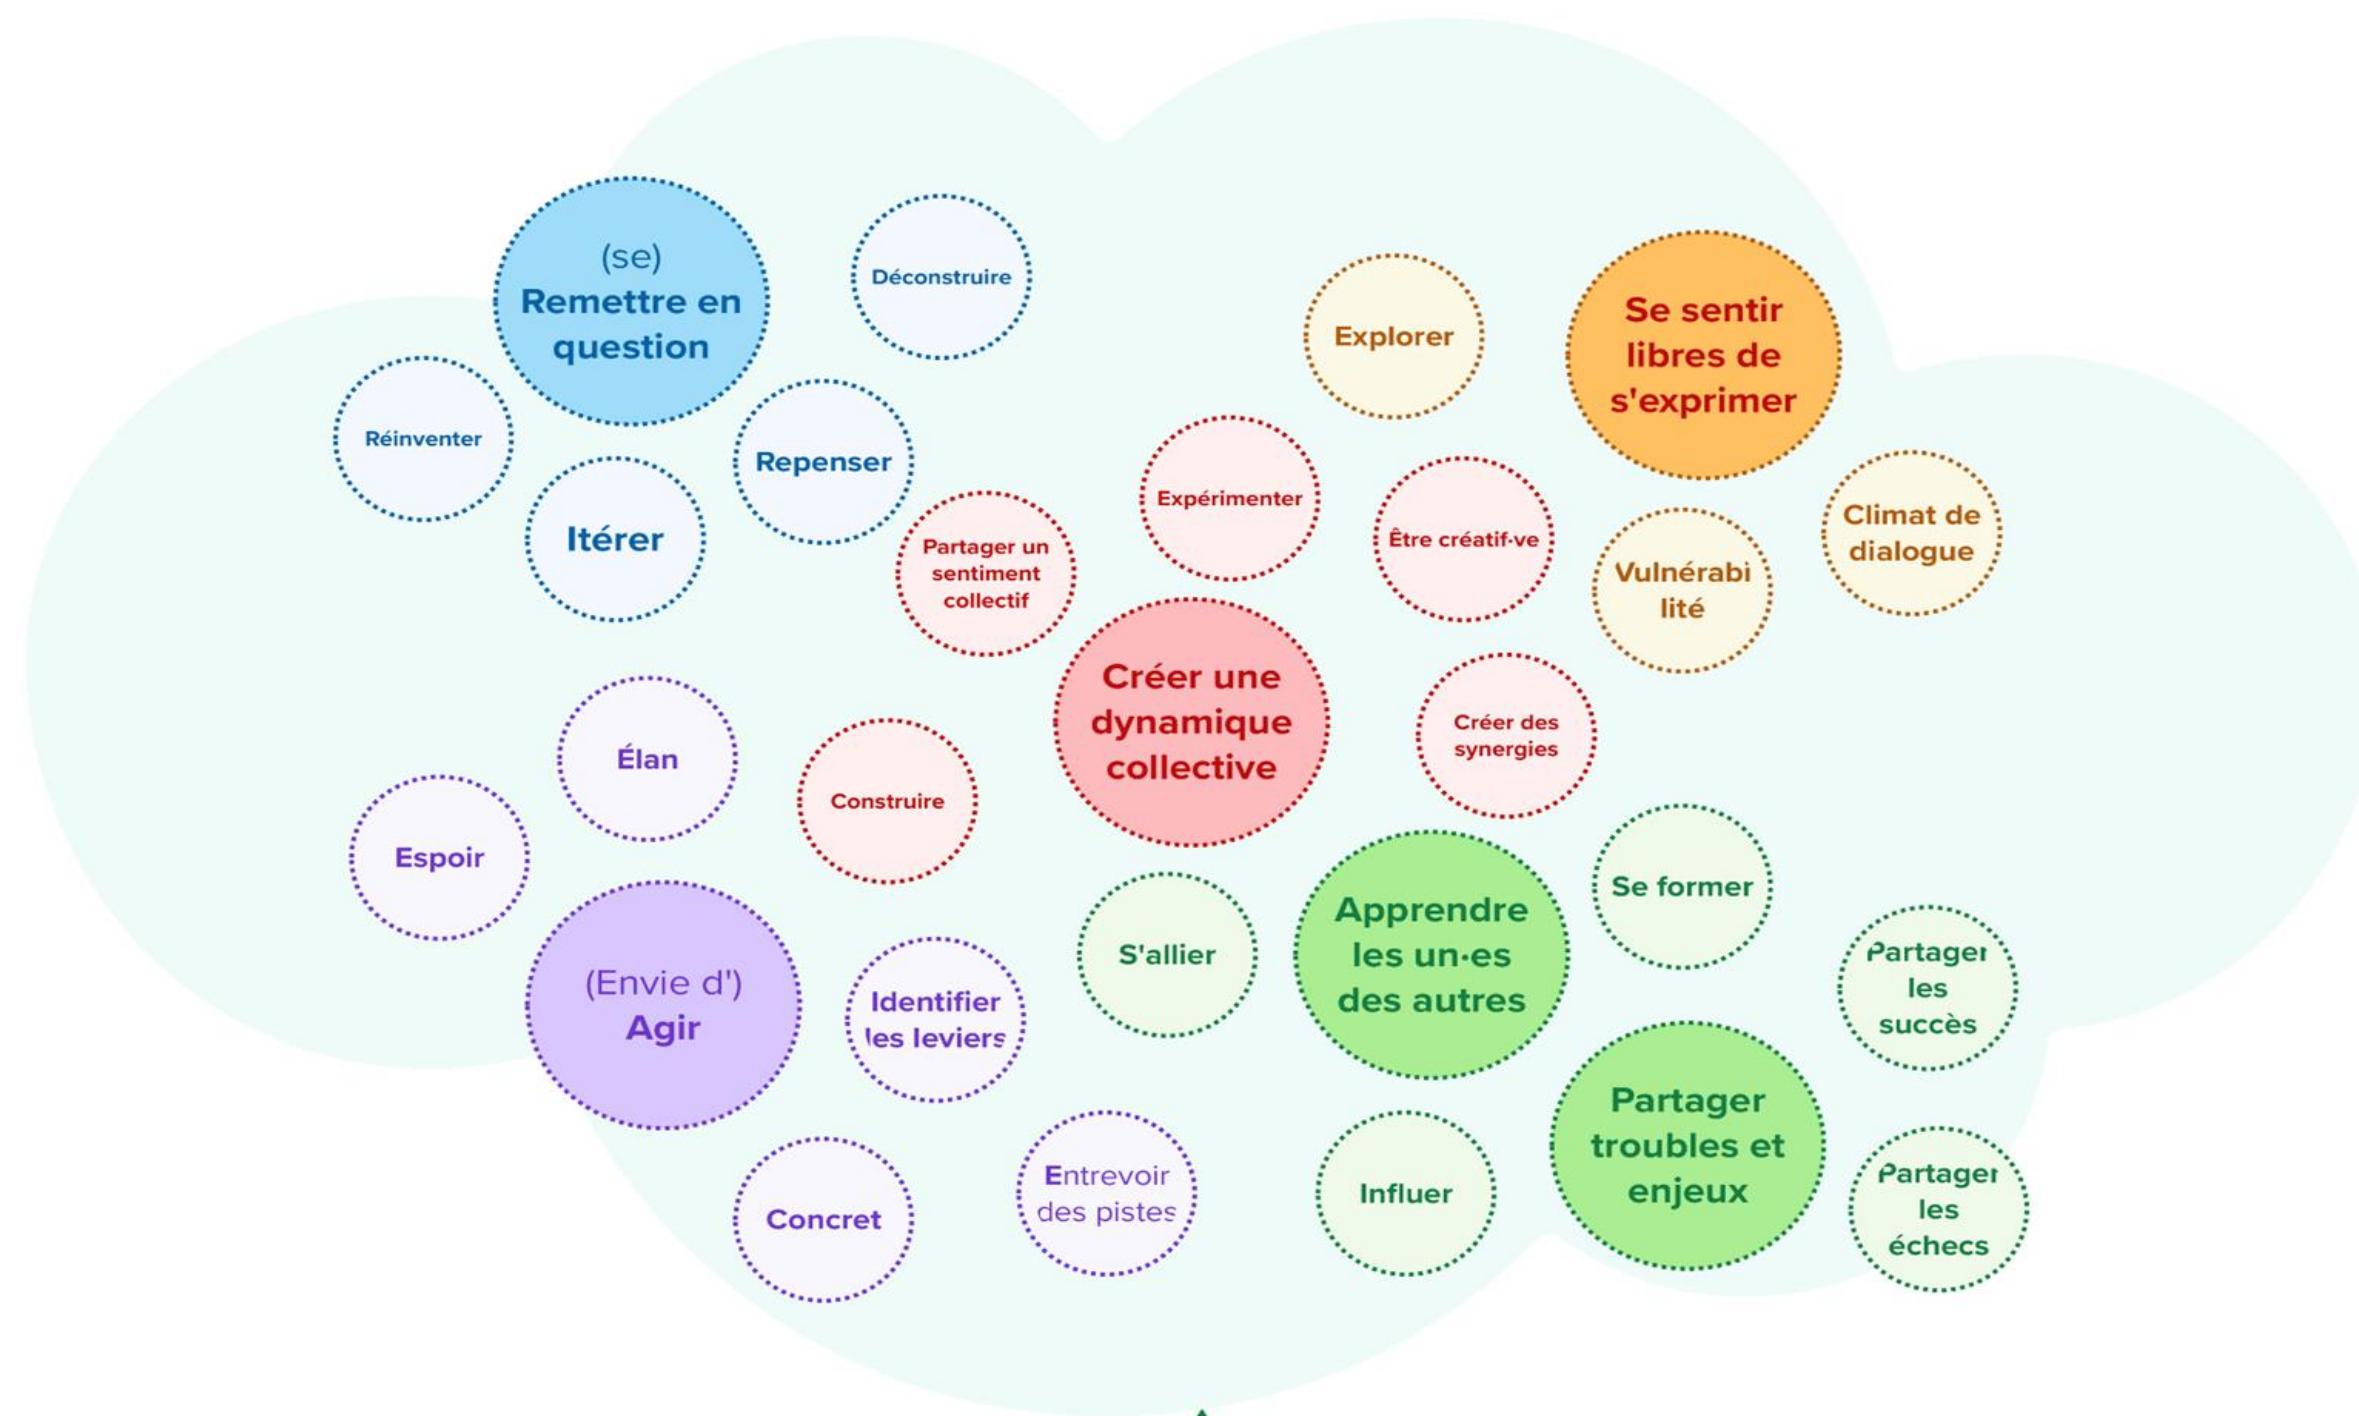 (se)
Remettre en
question
Déconstruire
Explorer
Se sentir
libres de
s'exprimer
Réinventer
Repenser
Itérer
Partager un
sentiment
collectif
Expérimenter
Être créatif·ve
Vulnérabi
lité
Climat de
dialogue
Créer une
dynamique
collective
Créer des
synergies
Élan
Construire
Espoir
(Envie d')
Agir
Identifier
les leviers
S'allier
Apprendre
les un·es
des autres
Se former
Partager
les
succès
Partager
troubles et
enjeux
Concret
Entrevoir
des pistes
Influer
Partager
les
échecs